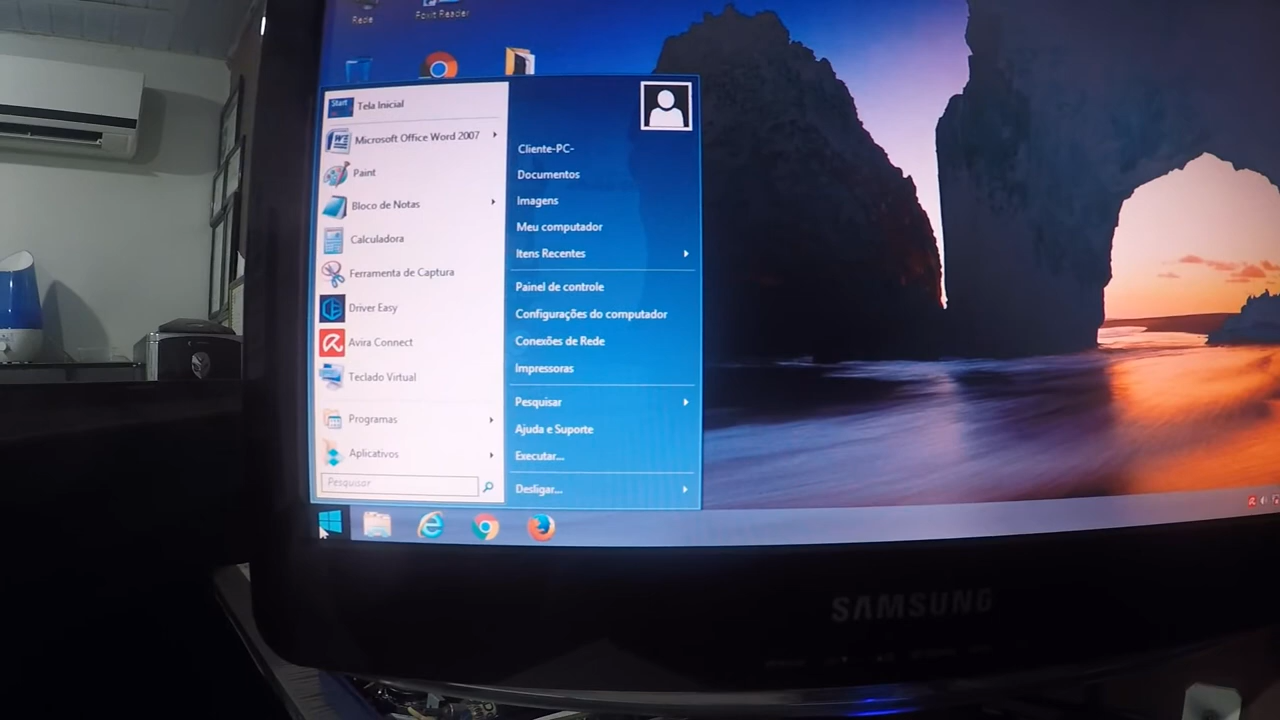 Rede
Foxit Reader
Start
Tela Inicial
Microsoft Office Word 2007
Paint
Bloco de Notas
Calculadora
Ferramenta de Captura
Driver Easy
Avira Connect
Teclado Virtual
Programas
Aplicativos
Pesquisar
Cliente-PC-
Documentos
Imagens
Meu computador
Itens Recentes
Painel de controle
Configurações do computador
Conexões de Rede
Impressoras
Pesquisar
Ajuda e Suporte
Executar...
Desligar...
SAMSUNG